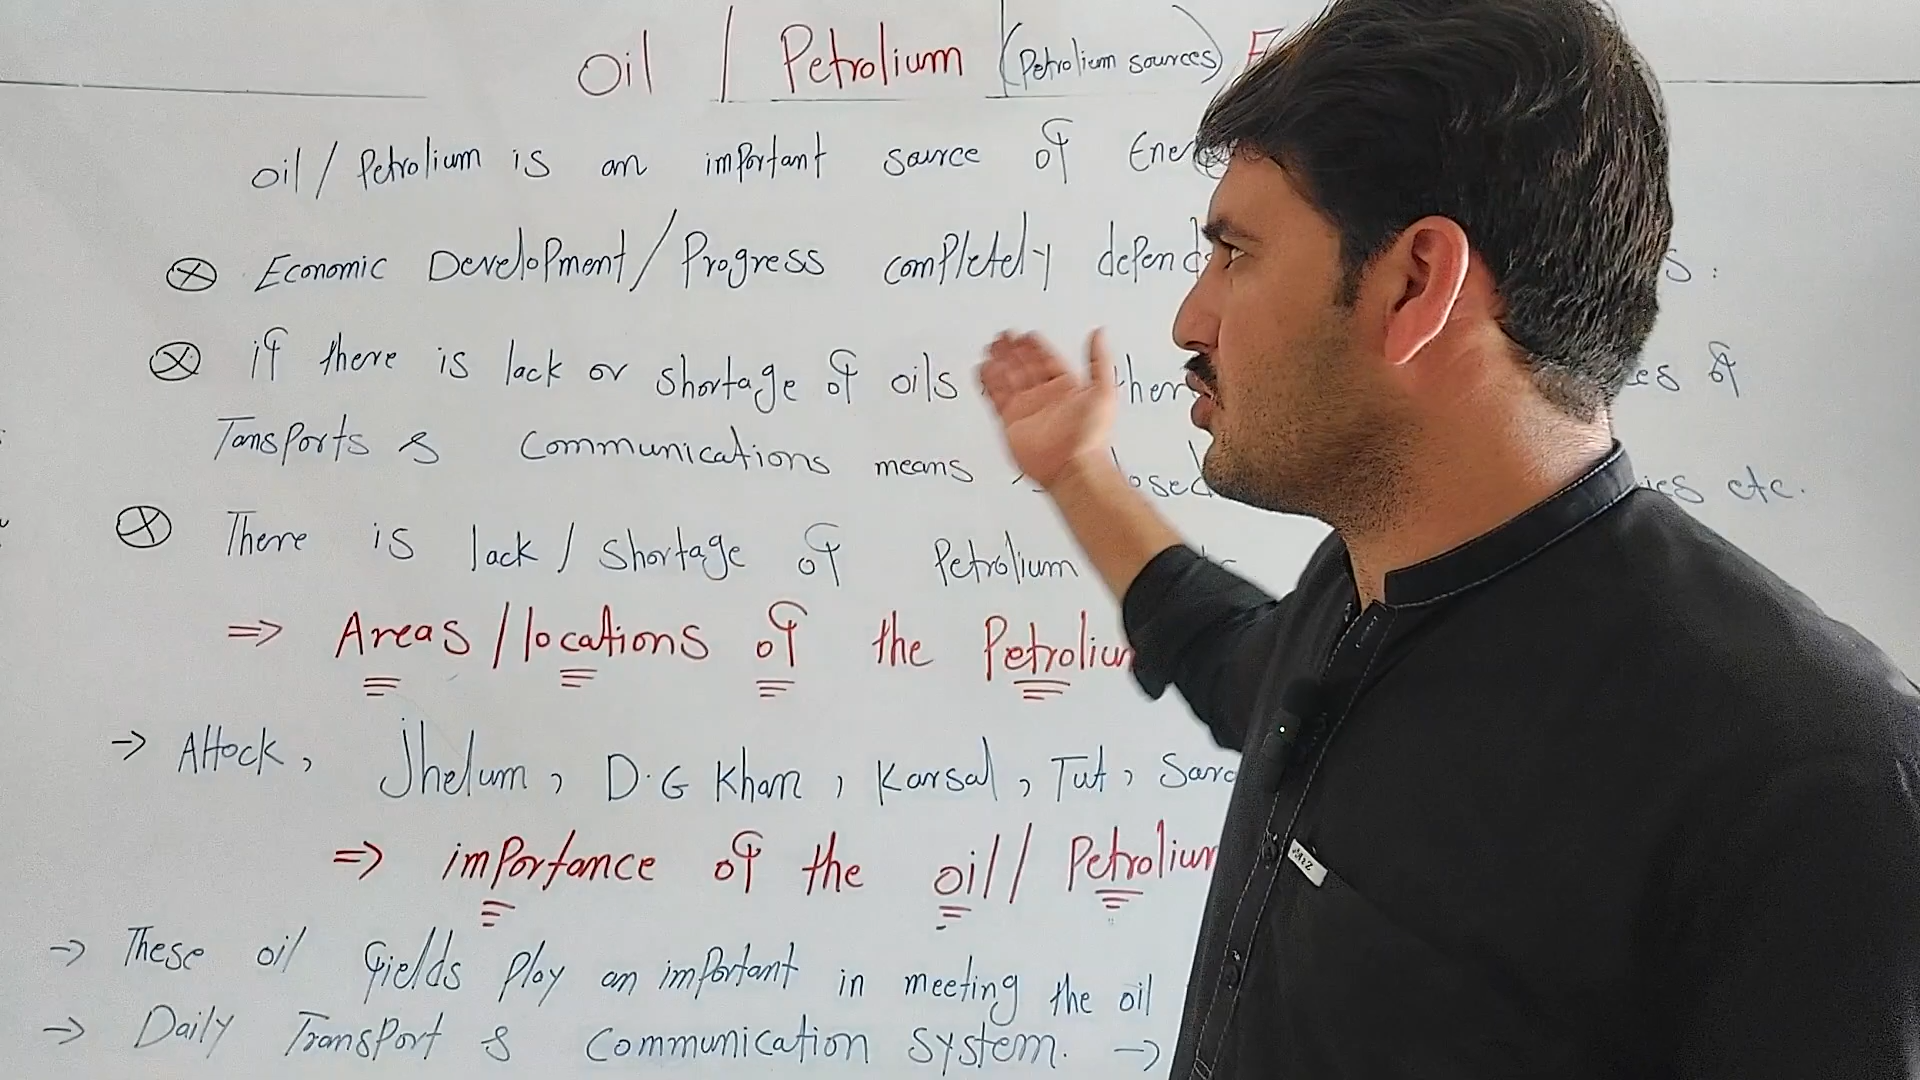 Oil / Petrolium (Petrolium sources)
oil / Petrolium is an important source of
Economic Development / Progress completely depend
if there is lack or shortage of oils
Tansports & Communications means etc.
There is lack / shortage of Petrolium
⇒ Areas / locations of the Petrolium
→ Attock, Jhelum, D.G Khan, Karsal, Tut,
⇒ importance of the oil / Petrolium
→ These oil fields play an important in meeting the oil
→ Daily Transport & Communication system. →